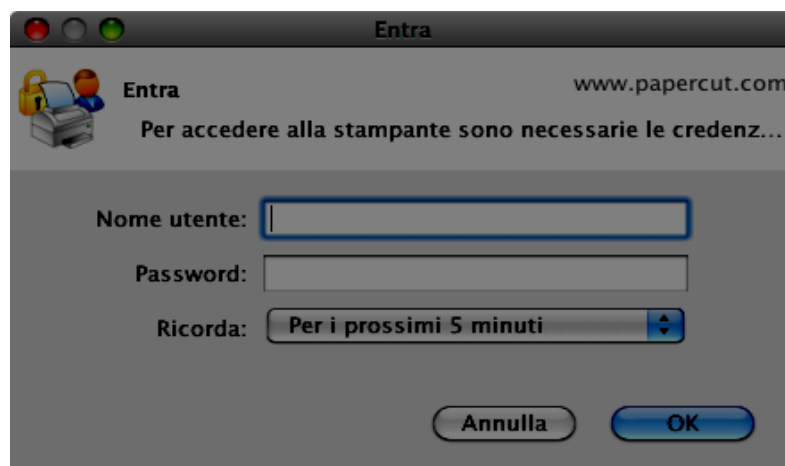 Entra
Entra
www.papercut.com
Per accedere alla stampante sono necessarie le credenz...
Nome utente:
Password:
Ricorda:
Per i prossimi 5 minuti
Annulla
OK